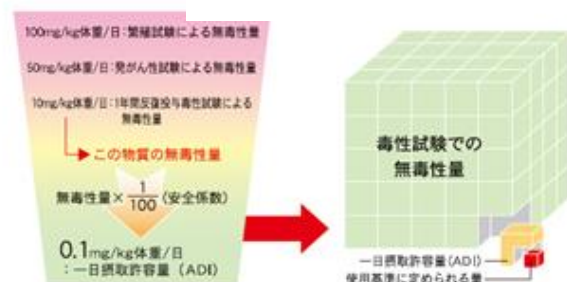 100mg/kg体重/日:繁殖試験による無毒性量
50mg/kg体重/日:発がん性試験による無毒性量
10mg/kg体重/日:1年間反復投与毒性試験による
無毒性量
この物質の無毒性量
無毒性量×1/100(安全係数)
0.1mg/kg体重/日
:一日摂取許容量(ADI)
毒性試験での
無毒性量
一日摂取許容量(ADI)
使用基準に定められる量